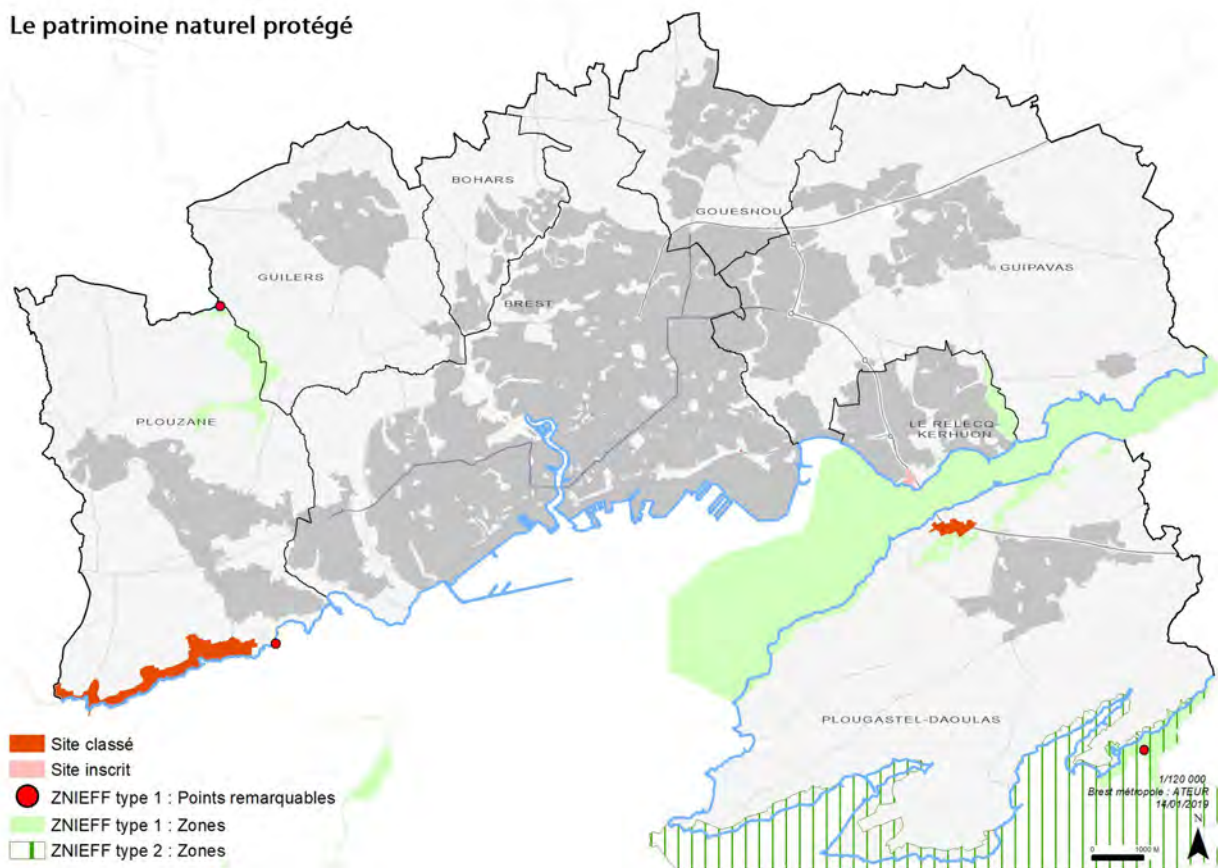 Le patrimoine naturel protégé
BOHARS
GOUESNOU
GUILERS
GUIPAVAS
BREST
PLOUZANE
LE RELECQ
KERHUON
PLOUGASTEL-DAOULAS
Site classé
Site inscrit
ZNIEFF type 1 : Points remarquables
ZNIEFF type 1 : Zones
ZNIEFF type 2 : Zones
1/120 000
Brest métropole : ATEUR
14/01/2019
N
0 1000 M